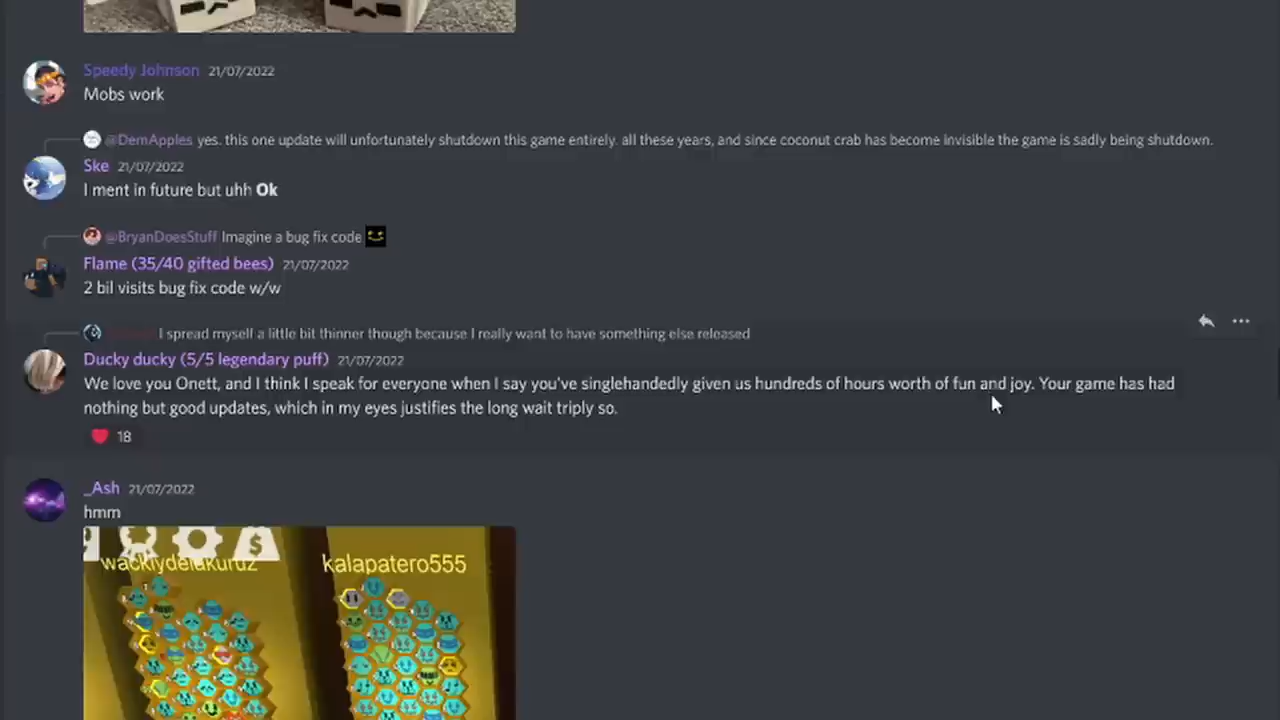 Speedy Johnson 21/07/2022
Mobs work
@DemApples yes. this one update will unfortunately shutdown this game entirely. all these years, and since coconut crab has become invisible the game is sadly being shutdown.
Ske 21/07/2022
I ment in future but uhh Ok
@BryanDoesStuff Imagine a bug fix code
Flame (35/40 gifted bees) 21/07/2022
2 bil visits bug fix code w/w
I spread myself a little bit thinner though because I really want to have something else released
Ducky ducky (5/5 legendary puff) 21/07/2022
We love you Onett, and I think I speak for everyone when I say you've singlehandedly given us hundreds of hours worth of fun and joy. Your game has had
nothing but good updates, which in my eyes justifies the long wait triply so.
18
_Ash 21/07/2022
hmm
kalapatero555